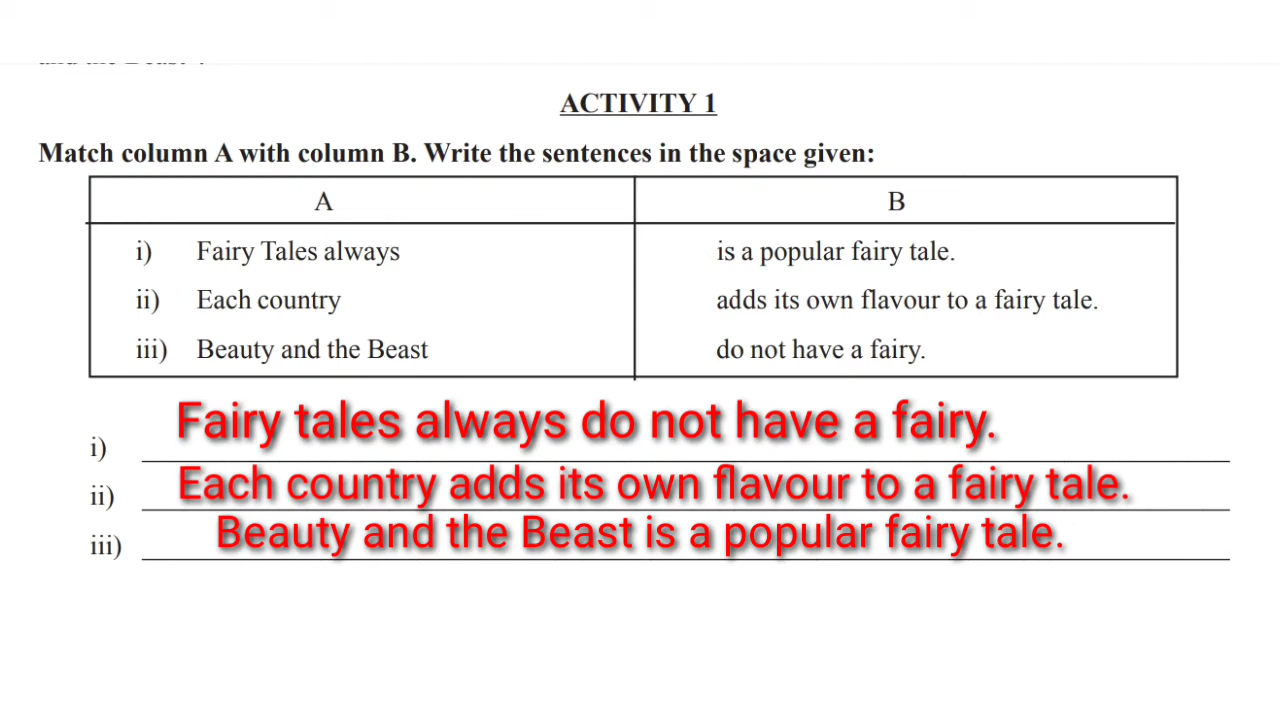 ACTIVITY 1
Match column A with column B. Write the sentences in the space given:
A B
i) Fairy Tales always is a popular fairy tale.
ii) Each country adds its own flavour to a fairy tale.
iii) Beauty and the Beast do not have a fairy.
i) Fairy tales always do not have a fairy.
ii) Each country adds its own flavour to a fairy tale.
iii) Beauty and the Beast is a popular fairy tale.